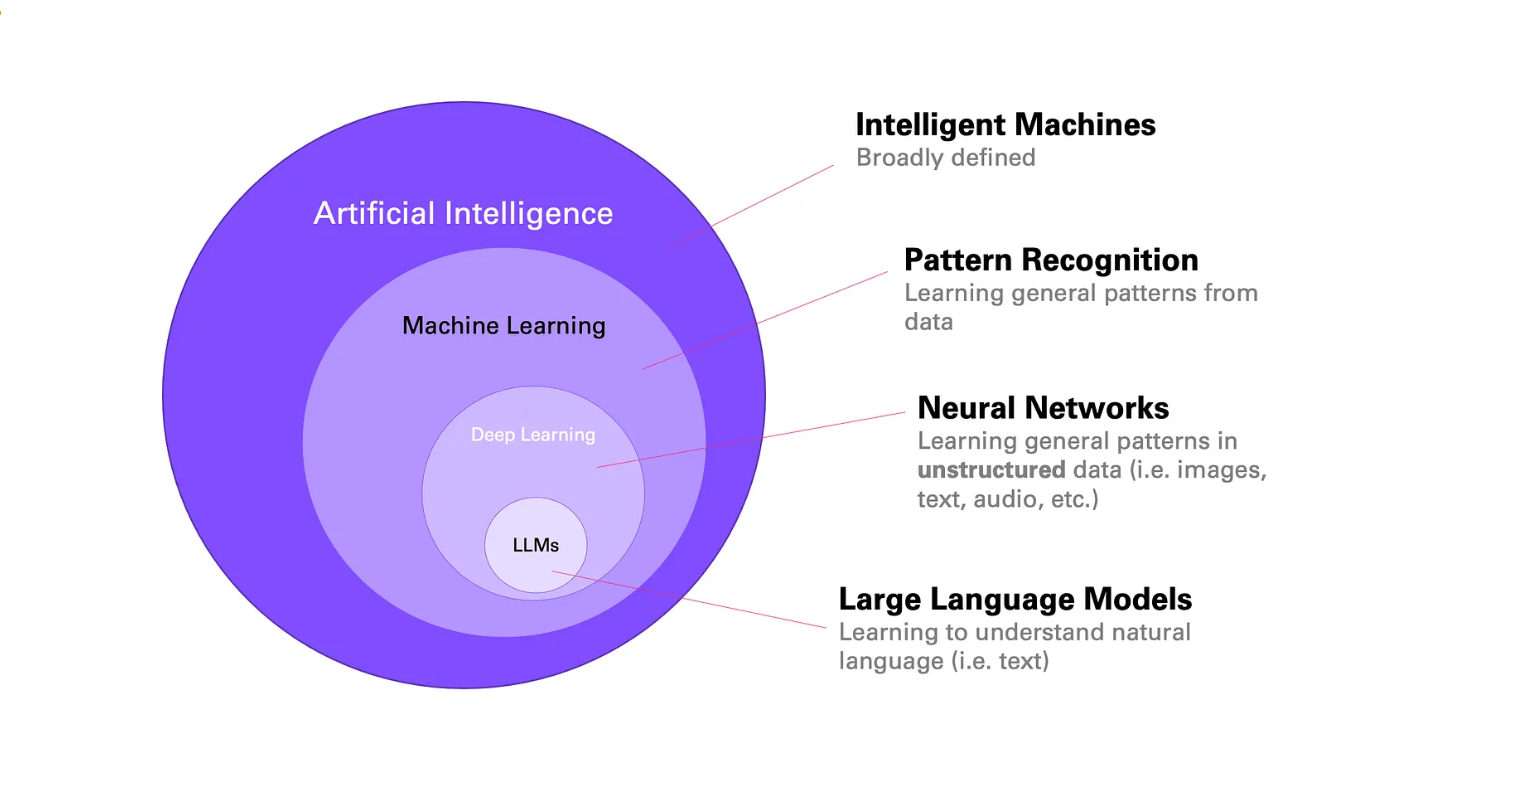 Artificial Intelligence
Machine Learning
Deep Learning
LLMs
Intelligent Machines
Broadly defined
Pattern Recognition
Learning general patterns from
data
Neural Networks
Learning general patterns in
unstructured data (i.e. images,
text, audio, etc.)
Large Language Models
Learning to understand natural
language (i.e. text)